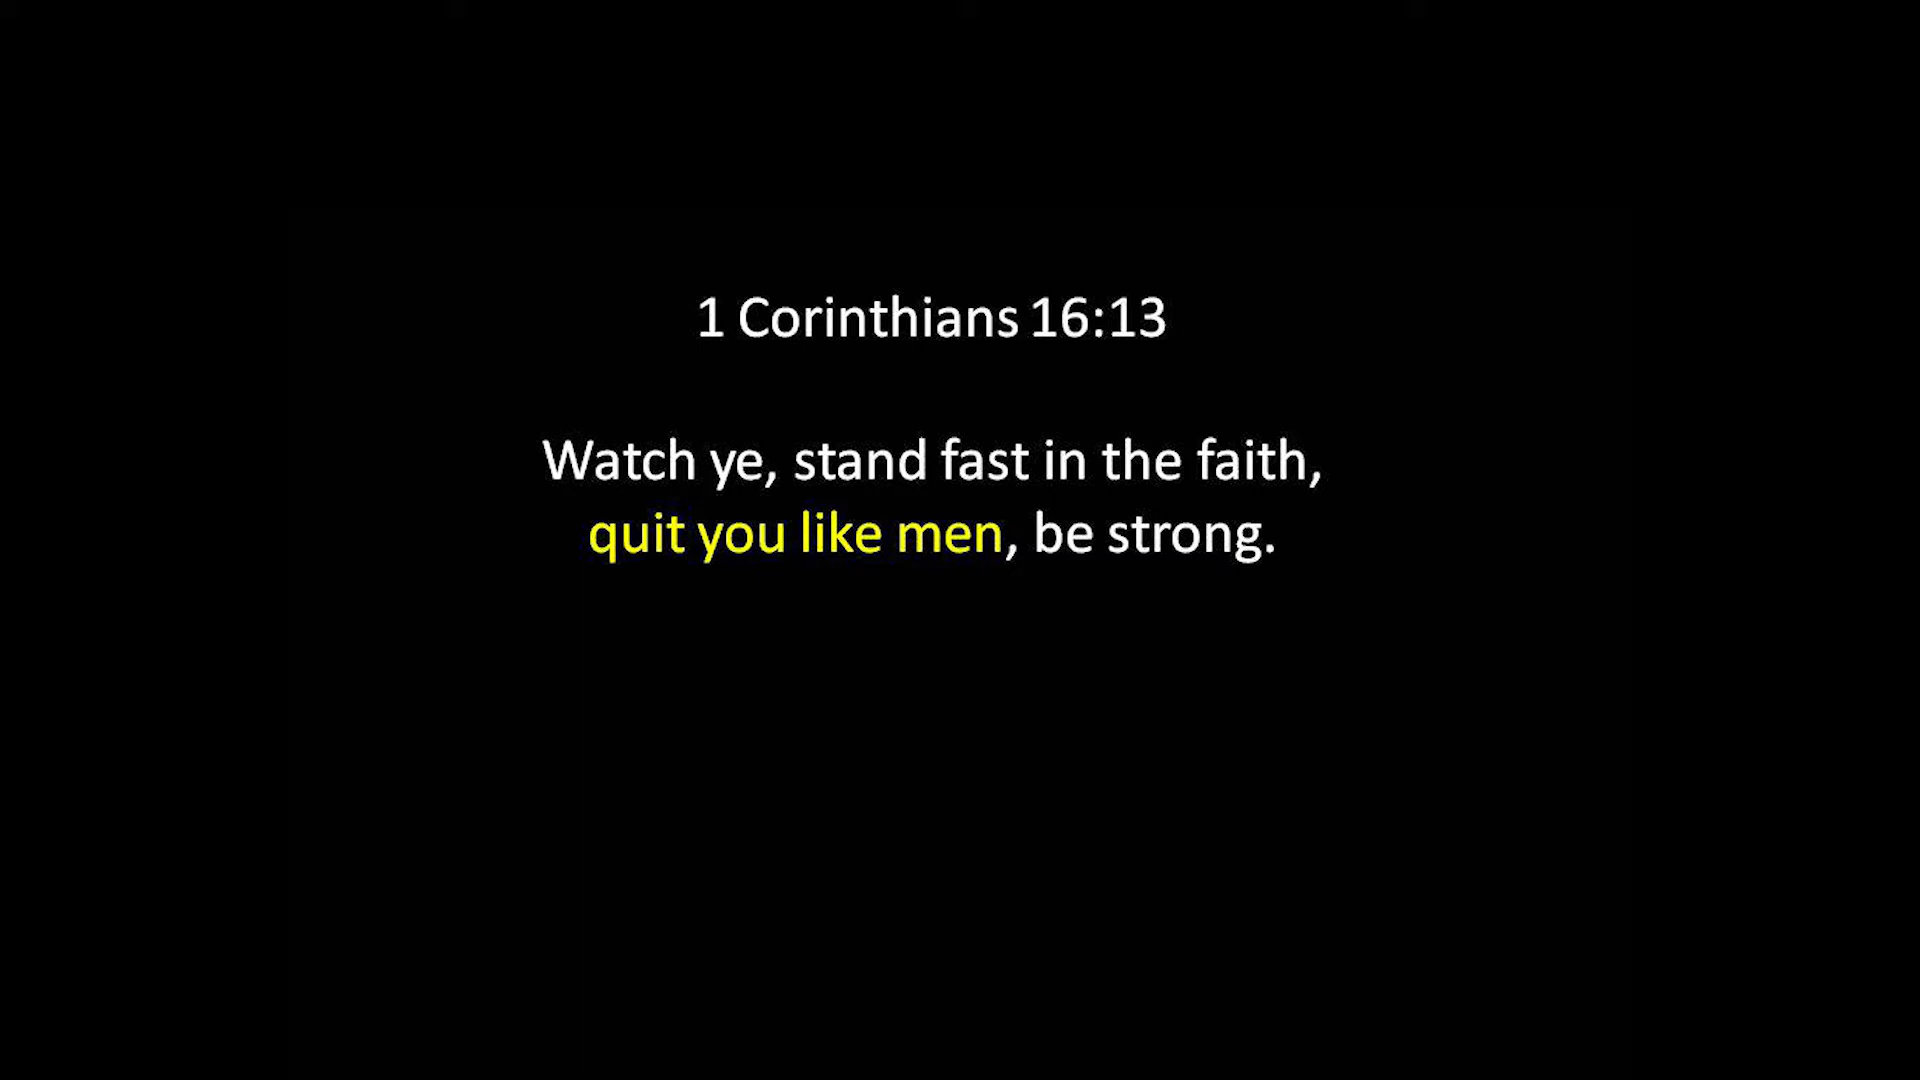 1 Corinthians 16:13
Watch ye, stand fast in the faith,
quit you like men, be strong.